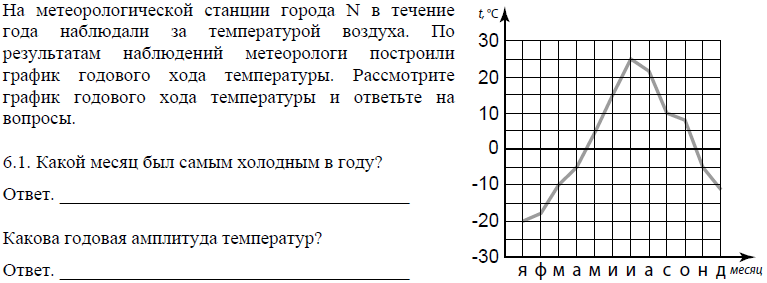 На метеорологической станции города N в течение
года наблюдали за температурой воздуха. По
результатам наблюдений метеорологи построили
график годового хода температуры. Рассмотрите
график годового хода температуры и ответьте на
вопросы.
6.1. Какой месяц был самым холодным в году?
Ответ. ___________________________________
Какова годовая амплитуда температур?
Ответ. ___________________________________
t, °C
30
20
10
0
-10
-20
-30
я ф м а м и и а с о н д месяц